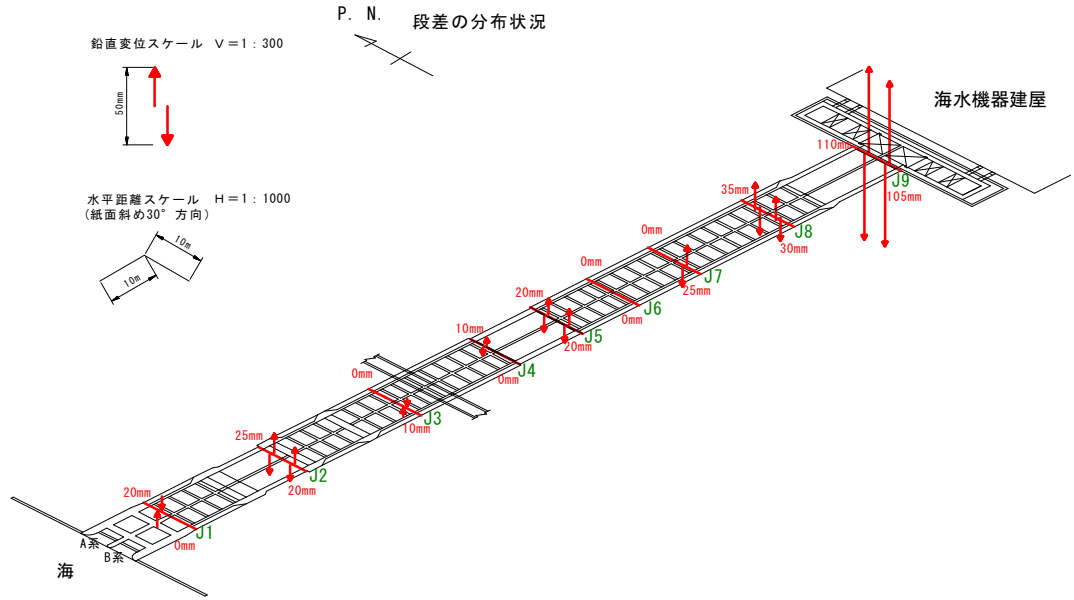 P. N.
段差の分布状況
鉛直変位スケール V=1:300
50mm
水平距離スケール H=1:1000
(紙面斜め30°方向)
10m
10m
海水機器建屋
110mm
J9
105mm
35mm
J8
30mm
0mm
J7
25mm
0mm
J6
0mm
20mm
J5
20mm
10mm
J4
0mm
0mm
J3
10mm
25mm
J2
20mm
20mm
J1
0mm
A系
B系
海